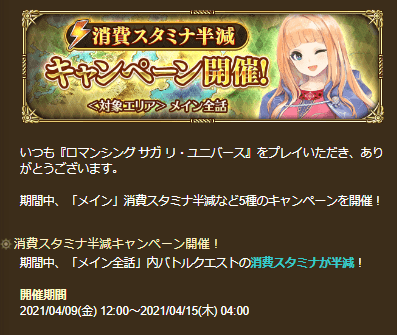 消費スタミナ半減
キャンペーン開催!
<対象エリア> メイン全話
いつも『ロマンシング サガ リ・ユニバース』をプレイいただき、あり
がとうございます。
期間中、「メイン」消費スタミナ半減など5種のキャンペーンを開催！
消費スタミナ半減キャンペーン開催！
期間中、「メイン全話」内バトルクエストの消費スタミナが半減！
開催期間
2021/04/09(金) 12:00～2021/04/15(木) 04:00